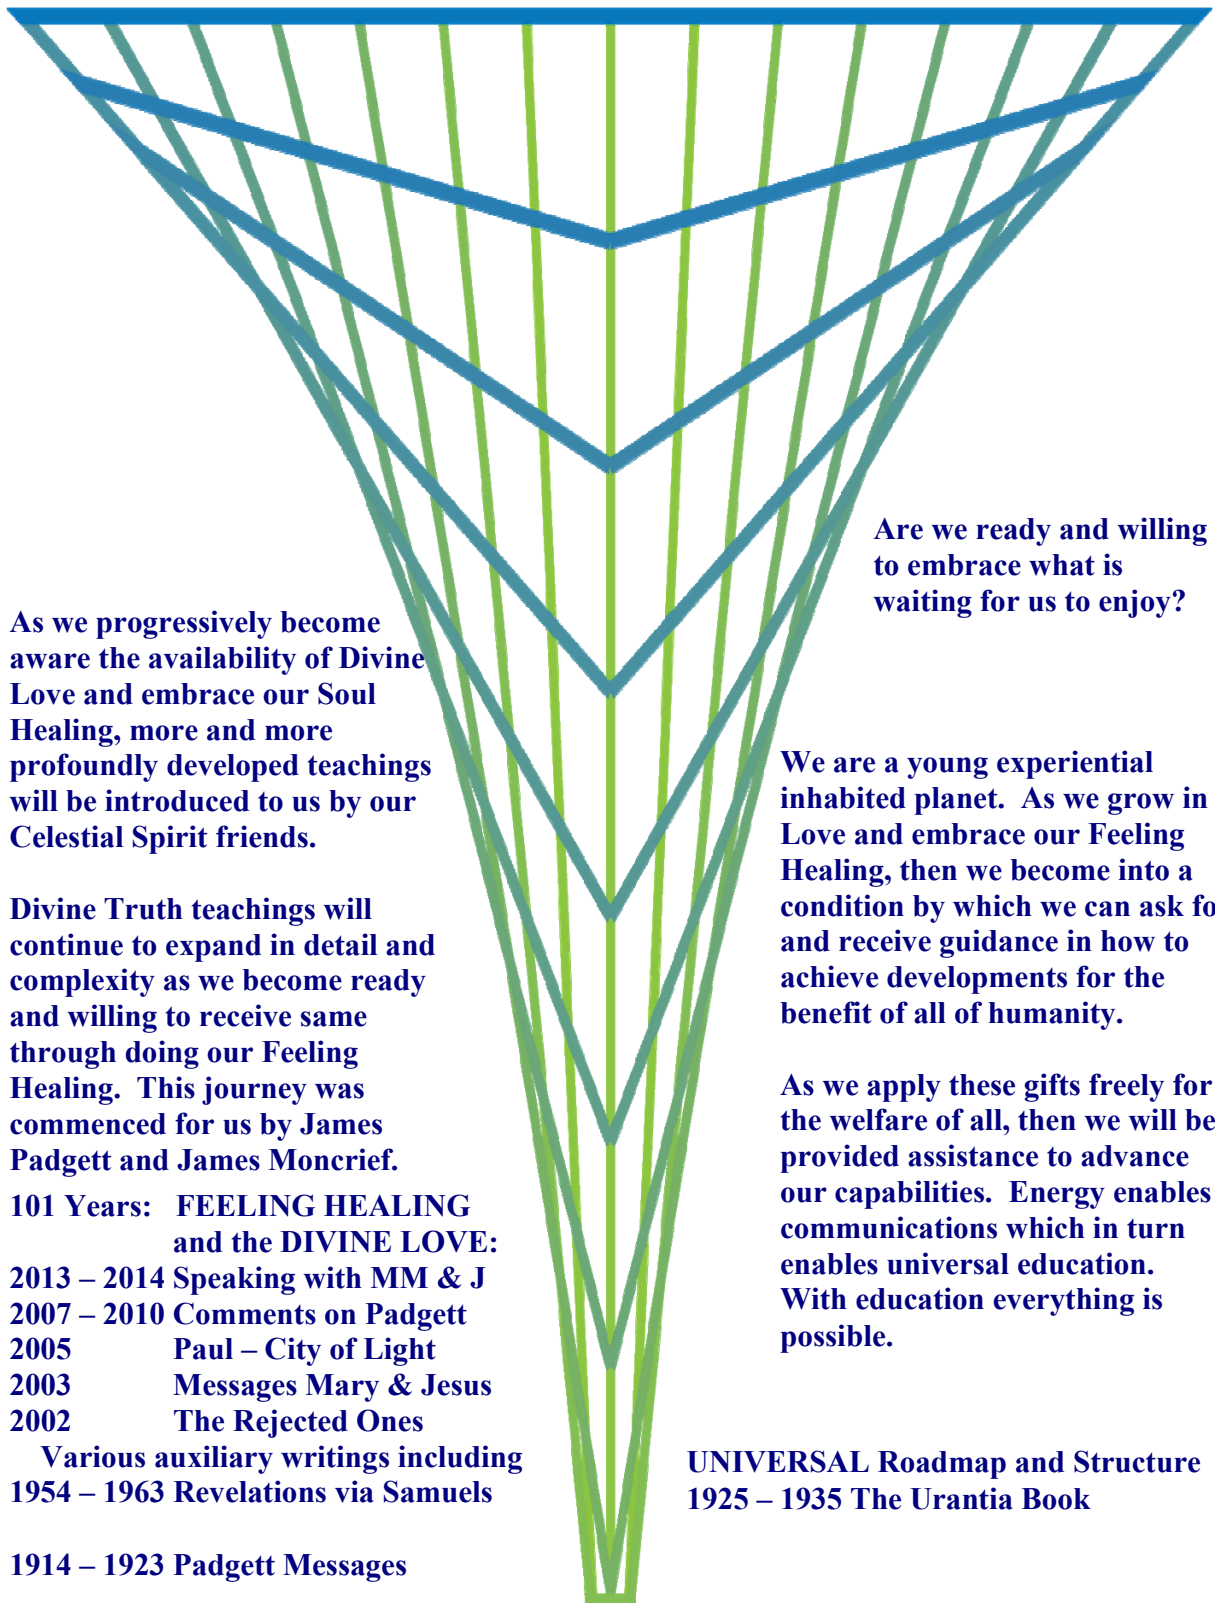 Are we ready and willing
to embrace what is
waiting for us to enjoy?
As we progressively become
aware the availability of Divine
Love and embrace our Soul
Healing, more and more
profoundly developed teachings
will be introduced to us by our
Celestial Spirit friends.
Divine Truth teachings will
continue to expand in detail and
complexity as we become ready
and willing to receive same
through doing our Feeling
Healing. This journey was
commenced for us by James
Padgett and James Moncrief.
We are a young experiential
inhabited planet. As we grow in
Love and embrace our Feeling
Healing, then we become into a
condition by which we can ask fo
and receive guidance in how to
achieve developments for the
benefit of all of humanity.
As we apply these gifts freely for
the welfare of all, then we will be
provided assistance to advance
our capabilities. Energy enables
communications which in turn
enables universal education.
With education everything is
possible.
101 Years: FEELING HEALING
and the DIVINE LOVE:
2013 – 2014 Speaking with MM & J
2007 – 2010 Comments on Padgett
2005 Paul – City of Light
2003 Messages Mary & Jesus
2002 The Rejected Ones
Various auxiliary writings including
1954 – 1963 Revelations via Samuels
1914 – 1923 Padgett Messages
UNIVERSAL Roadmap and Structure
1925 – 1935 The Urantia Book